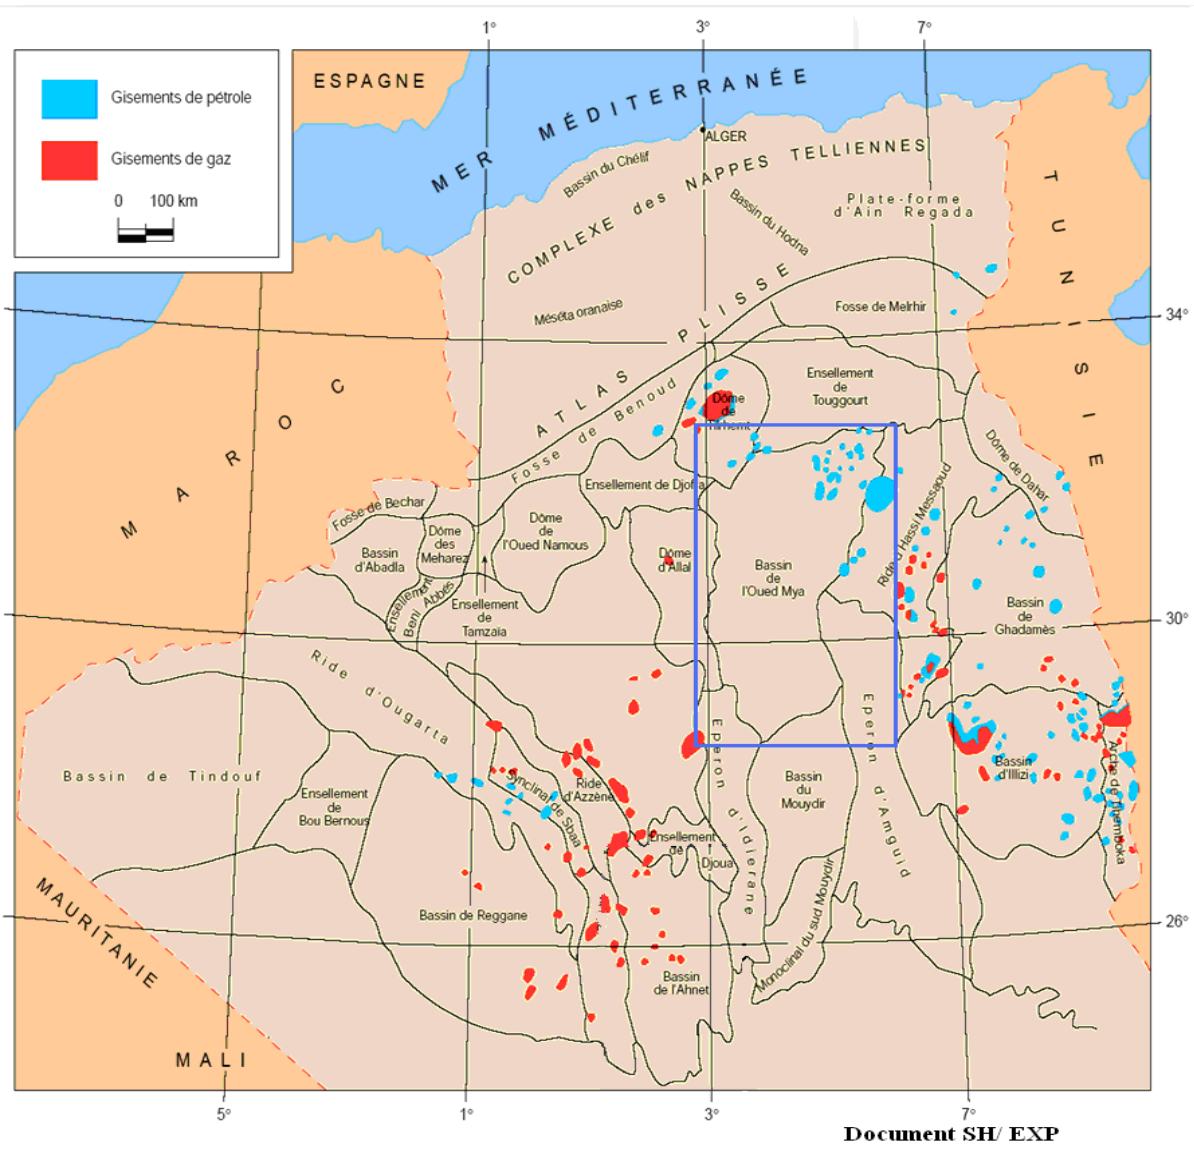 1°
3°
7°
Gisements de pétrole
Gisements de gaz
0 100 km
ESPAGNE
MER MÉDITERRANÉE
ALGER
Bassin du Chélif
COMPLEXE des NAPPES TELLIENNES
Bassin du Hodna
Plate-forme
d'Ain Regada
TUNISIE
Méséta oranaise
ATLAS PLISSE
Fosse de Melrhir
34°
MAROC
Fosse de Benoud
Dôme
de
Tilrhemt
Ensellement
de
Touggourt
Dôme de Dahar
Ensellement de Djofra
Fosse de Bechar
Bassin
d'Abadla
Dôme
des
Meharez
Dôme
de
l'Oued Namous
Dôme
d'Allal
Bassin
de
l'Oued Mya
Ride d'Hassi Messaoud
Ensellement
Beni Abbes
Ensellement
de
Tamzaïa
Bassin
de
Ghadamès
30°
Ride d'Ougarta
Bassin de Tindouf
Ensellement
de
Bou Bernous
Synclinal de Sbaa
Ride
d'Azzène
Ensellement
de
Djoua
Eperon d'Idjerane
Bassin
du
Mouydir
Eperon d'Amguid
Bassin
d'Illizi
Arche de Tihemboka
Bassin de Reggane
Monoclinal du sud Mouydir
Bassin
de l'Ahnet
26°
MAURITANIE
MALI
5°
1°
3°
7°
Document SH/ EXP